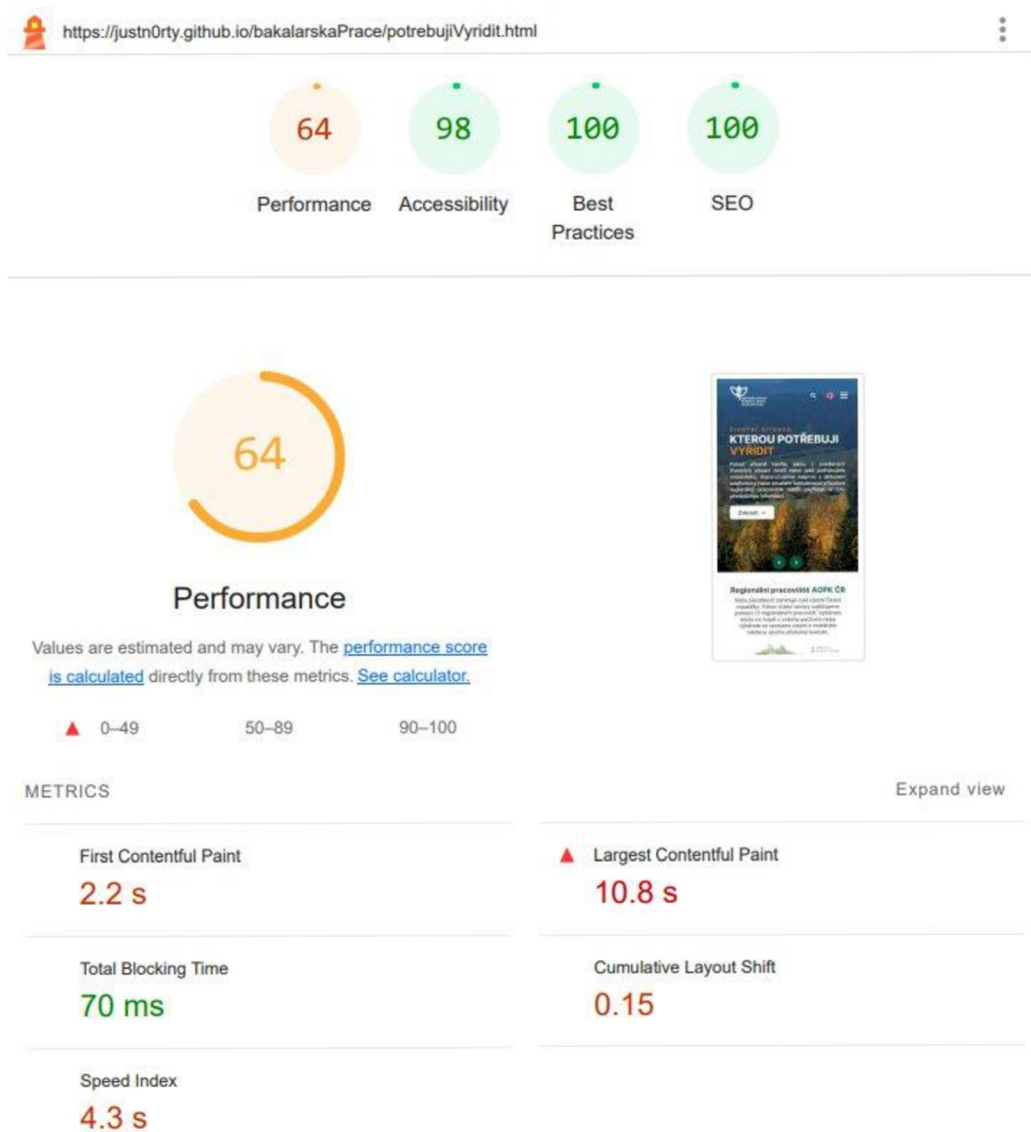 https://justn0rty.github.io/bakalarskaPrace/potrebujiVyridit.html
64
98
100
100
Performance
Accessibility
Best
Practices
SEO
64
Performance
Values are estimated and may vary. The performance score
is calculated directly from these metrics. See calculator.
0–49
50–89
90–100
KTEROU POTŘEBUJI
VYŘÍDIT
Regionální pracoviště AOPK ČR
METRICS
Expand view
First Contentful Paint
2.2 s
Largest Contentful Paint
10.8 s
Total Blocking Time
70 ms
Cumulative Layout Shift
0.15
Speed Index
4.3 s